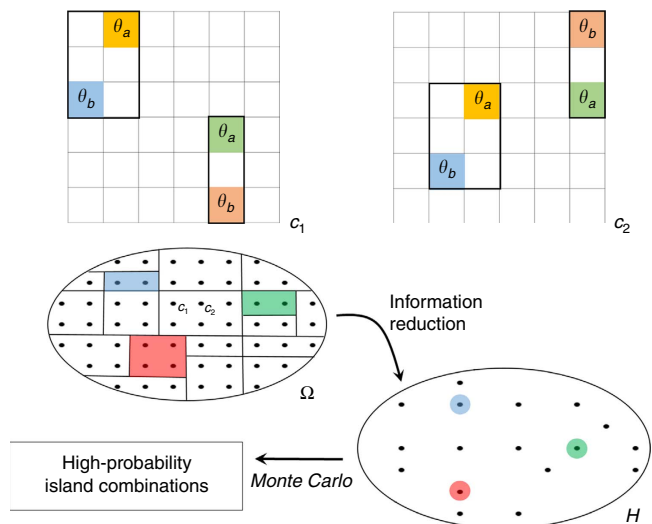 θa
θb
θb
θa
θa
θa
θb
θb
c1
c2
c1 c2
Ω
Information
reduction
High-probability
island combinations
Monte Carlo
H